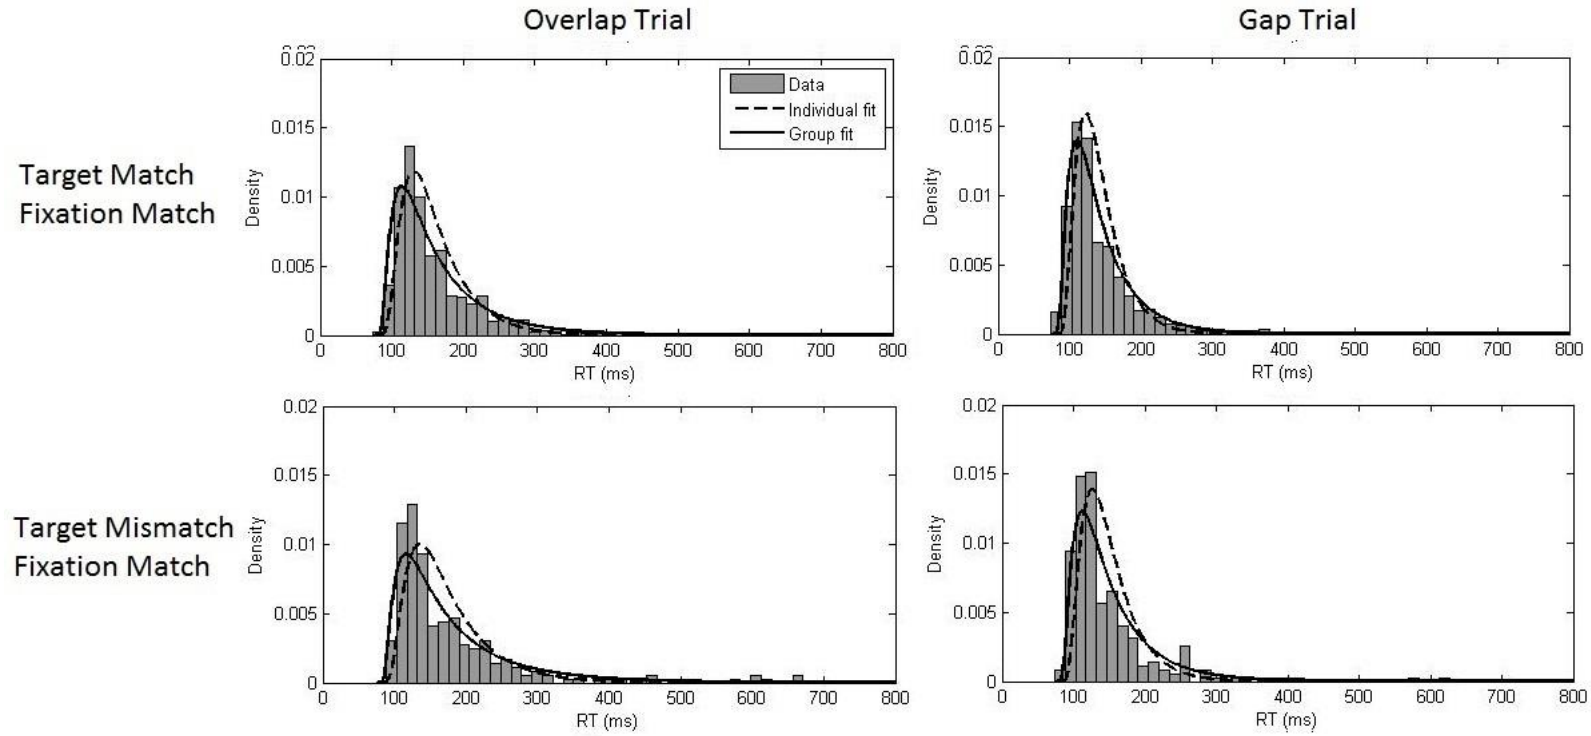 Overlap Trial
Gap Trial
Target Match
Fixation Match
Density
0.02
0.015
0.01
0.005
0
0 100 200 300 400 500 600 700 800
RT (ms)
Data
Individual fit
Group fit
Density
0.02
0.015
0.01
0.005
0
0 100 200 300 400 500 600 700 800
RT (ms)
Target Mismatch
Fixation Match
Density
0.02
0.015
0.01
0.005
0
0 100 200 300 400 500 600 700 800
RT (ms)
Density
0.02
0.015
0.01
0.005
0
0 100 200 300 400 500 600 700 800
RT (ms)